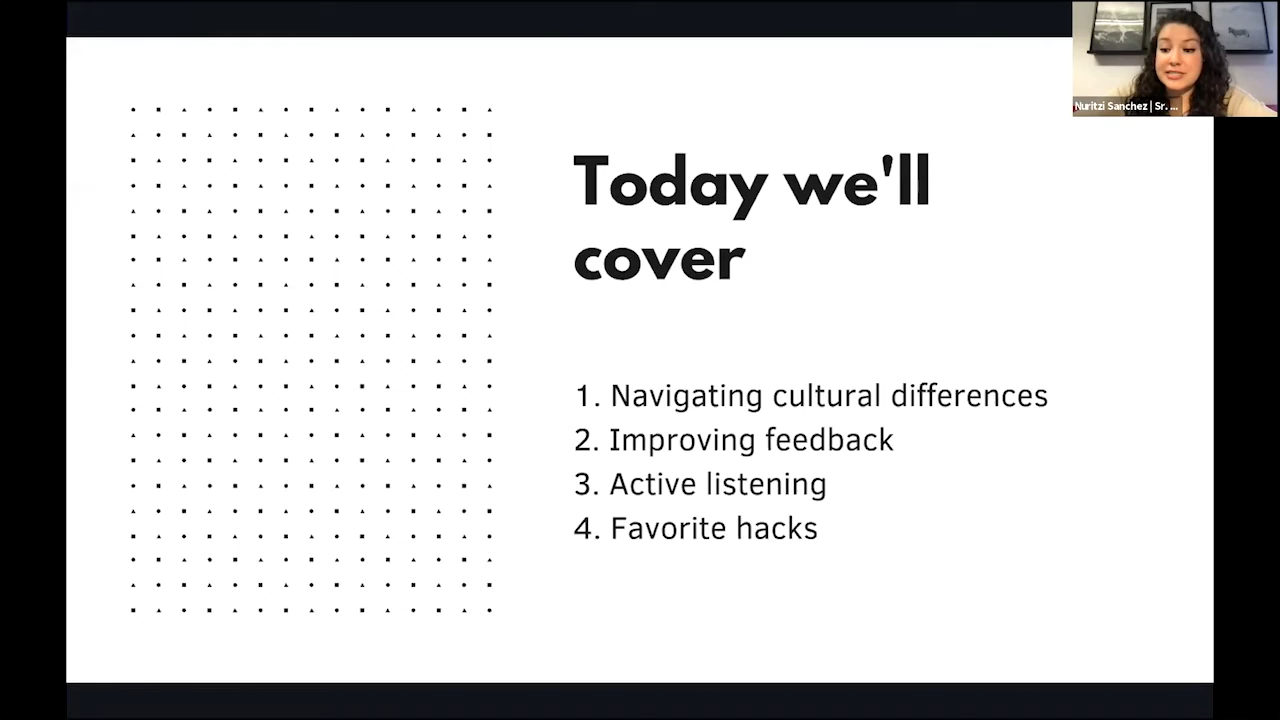 Nuritzi Sanchez | Sr. ...
Today we'll
cover
1. Navigating cultural differences
2. Improving feedback
3. Active listening
4. Favorite hacks